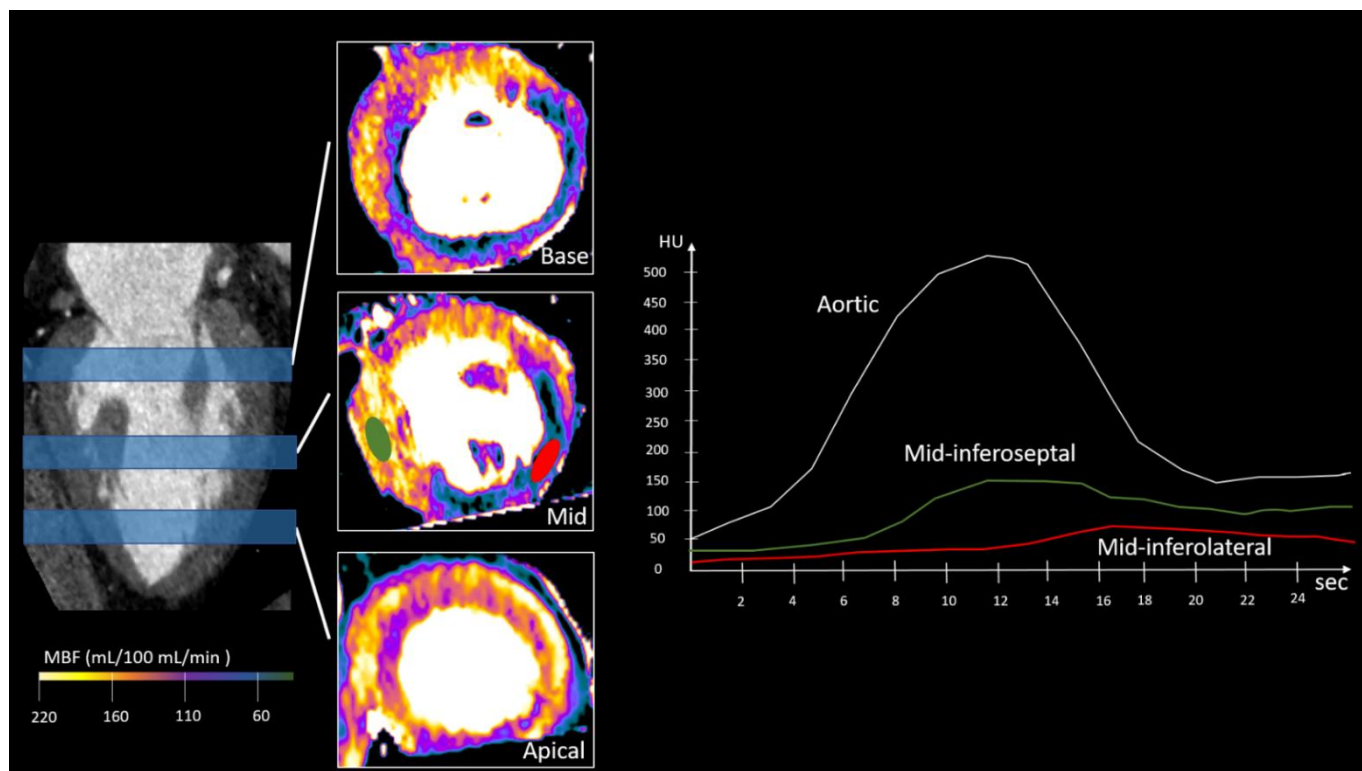 Base
Mid
Apical
MBF (mL/100 mL/min )
220 160 110 60
HU
500
450
400
350
300
250
200
150
100
50
0
Aortic
Mid-inferoseptal
Mid-inferolateral
sec
2 4 6 8 10 12 14 16 18 20 22 24